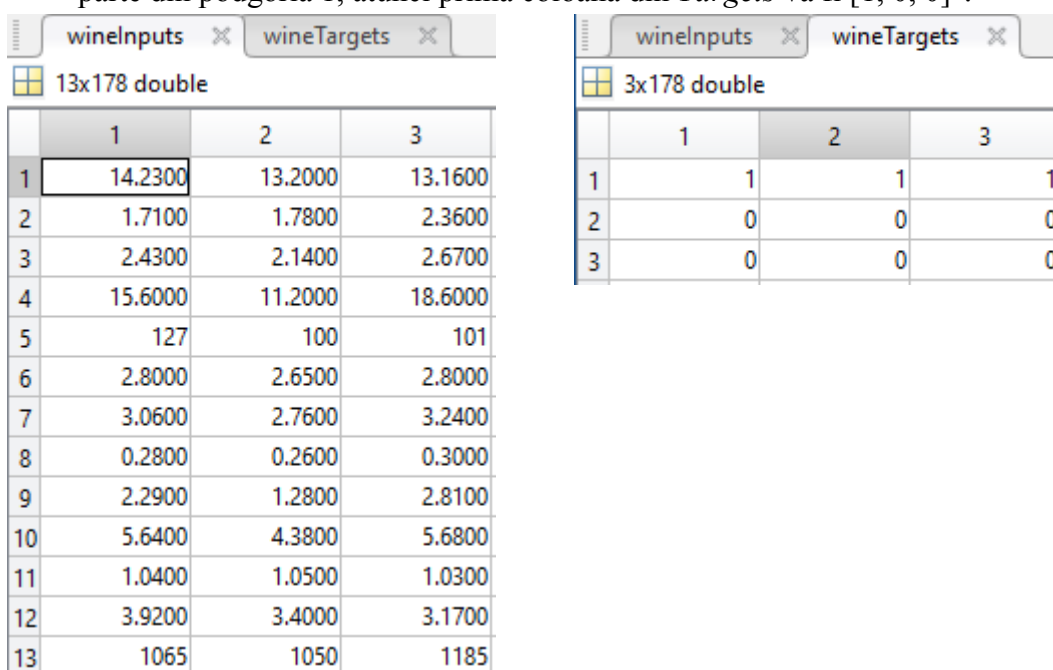 parte din podgoria 1, atunci prima coloană din Targets va fi [1, 0, 0]
wineInputs × wineTargets ×
13x178 double
1 2 3
1 14.2300 13.2000 13.1600
2 1.7100 1.7800 2.3600
3 2.4300 2.1400 2.6700
4 15.6000 11.2000 18.6000
5 127 100 101
6 2.8000 2.6500 2.8000
7 3.0600 2.7600 3.2400
8 0.2800 0.2600 0.3000
9 2.2900 1.2800 2.8100
10 5.6400 4.3800 5.6800
11 1.0400 1.0500 1.0300
12 3.9200 3.4000 3.1700
13 1065 1050 1185
wineInputs × wineTargets ×
3x178 double
1 2 3
1 1 1 1
2 0 0 0
3 0 0 0